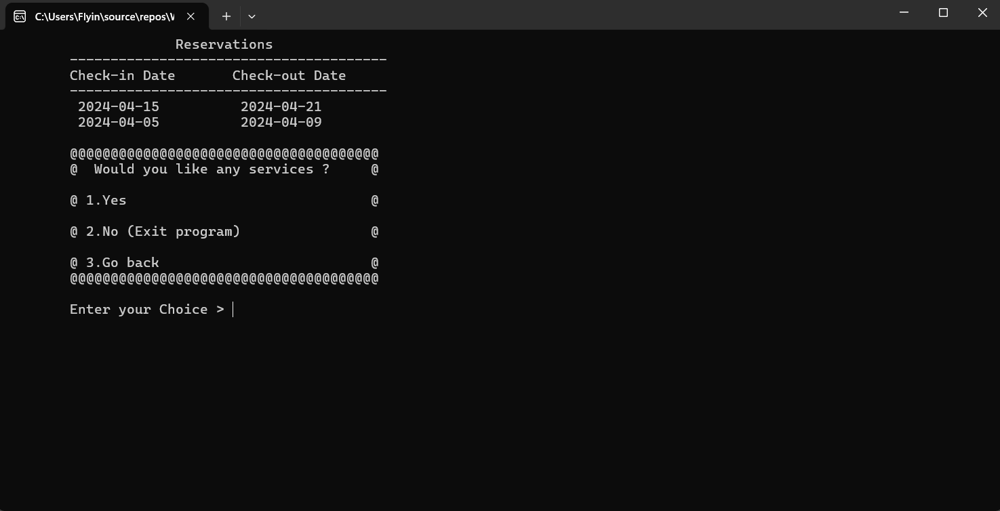 C:\Users\Flyin\source\repos\V
Reservations
---------------------------------------
Check-in Date       Check-out Date
---------------------------------------
2024-04-15          2024-04-21
2024-04-05          2024-04-09
@@@@@@@@@@@@@@@@@@@@@@@@@@@@@@@@@@@@@@
@  Would you like any services ?     @
@ 1.Yes                              @
@ 2.No (Exit program)                @
@ 3.Go back                          @
@@@@@@@@@@@@@@@@@@@@@@@@@@@@@@@@@@@@@@
Enter your Choice >